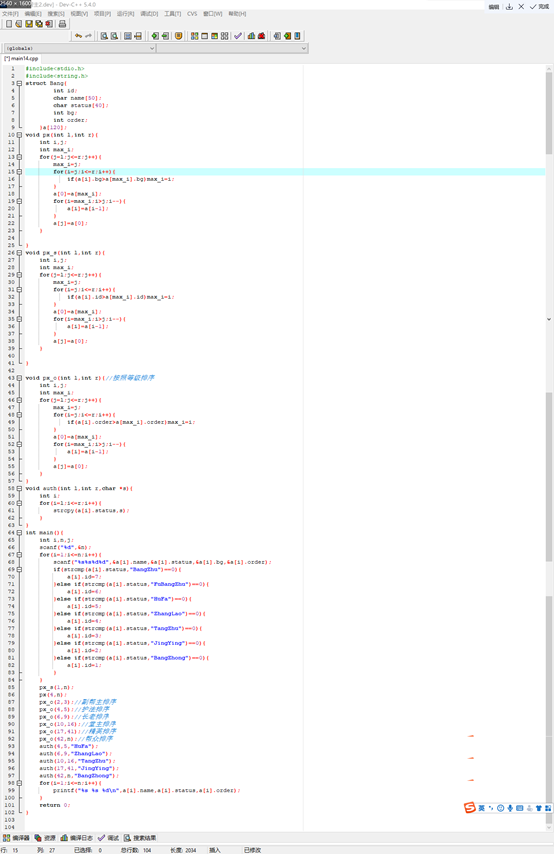 2560 × 1600
Dev-C++ 5.4.0
编辑
完成
文件[F] 编辑[E] 搜索[S] 视图[V] 项目[P] 运行[R] 调试[D] 工具[T] CVS 窗口[W] 帮助[H]
(globals)
[*] main14.cpp
1 #include<stdio.h>
2 #include<string.h>
3 struct Bang{
4 int id;
5 char name[50];
6 char status[40];
7 int bg;
8 int order;
9 }a[120];
10 void px(int l,int r){
11 int i,j;
12 int max_i;
13 for(j=l;j<=r;j++){
14 max_i=j;
15 for(i=j;i<=r;i++){
16 if(a[i].bg>a[max_i].bg)max_i=i;
17 }
18 a[0]=a[max_i];
19 for(i=max_i;i>j;i--){
20 a[i]=a[i-1];
21 }
22 a[j]=a[0];
23 }
24
25 }
26 void px_s(int l,int r){
27 int i,j;
28 int max_i;
29 for(j=l;j<=r;j++){
30 max_i=j;
31 for(i=j;i<=r;i++){
32 if(a[i].id>a[max_i].id)max_i=i;
33 }
34 a[0]=a[max_i];
35 for(i=max_i;i>j;i--){
36 a[i]=a[i-1];
37 }
38 a[j]=a[0];
39 }
40
41 }
42
43 void px_o(int l,int r){//按照等级排序
44 int i,j;
45 int max_i;
46 for(j=l;j<=r;j++){
47 max_i=j;
48 for(i=j;i<=r;i++){
49 if(a[i].order>a[max_i].order)max_i=i;
50 }
51 a[0]=a[max_i];
52 for(i=max_i;i>j;i--){
53 a[i]=a[i-1];
54 }
55 a[j]=a[0];
56 }
57 }
58 void auth(int l,int r,char *s){
59 int i;
60 for(i=l;i<=r;i++){
61 strcpy(a[i].status,s);
62 }
63 }
64 int main(){
65 int i,n,j;
66 scanf("%d",&n);
67 for(i=1;i<=n;i++){
68 scanf("%s%s%d%d",&a[i].name,&a[i].status,&a[i].bg,&a[i].order);
69 if(strcmp(a[i].status,"BangZhu")==0){
70 a[i].id=7;
71 }else if(strcmp(a[i].status,"FuBangZhu")==0){
72 a[i].id=6;
73 }else if(strcmp(a[i].status,"HuFa")==0){
74 a[i].id=5;
75 }else if(strcmp(a[i].status,"ZhangLao")==0){
76 a[i].id=4;
77 }else if(strcmp(a[i].status,"TangZhu")==0){
78 a[i].id=3;
79 }else if(strcmp(a[i].status,"JingYing")==0){
80 a[i].id=2;
81 }else if(strcmp(a[i].status,"BangZhong")==0){
82 a[i].id=1;
83 }
84 }
85 px_s(1,n);
86 px(4,n);
87 px_o(2,3);//副帮主排序
88 px_o(4,5);//护法排序
89 px_o(6,9);//长老排序
90 px_o(10,16);//堂主排序
91 px_o(17,41);//精英排序
92 px_o(42,n);//帮众排序
93 auth(4,5,"HuFa");
94 auth(6,9,"ZhangLao");
95 auth(10,16,"TangZhu");
96 auth(17,41,"JingYing");
97 auth(42,n,"BangZhong");
98 for(i=1;i<=n;i++){
99 printf("%s %s %d\n",a[i].name,a[i].status,a[i].order);
100 }
101 return 0;
102 }
103
104
英
编译器 资源 编译日志 调试 搜索结果
行: 15 列: 27 已选择: 0 总行数: 104 长度: 2034 插入 已修改